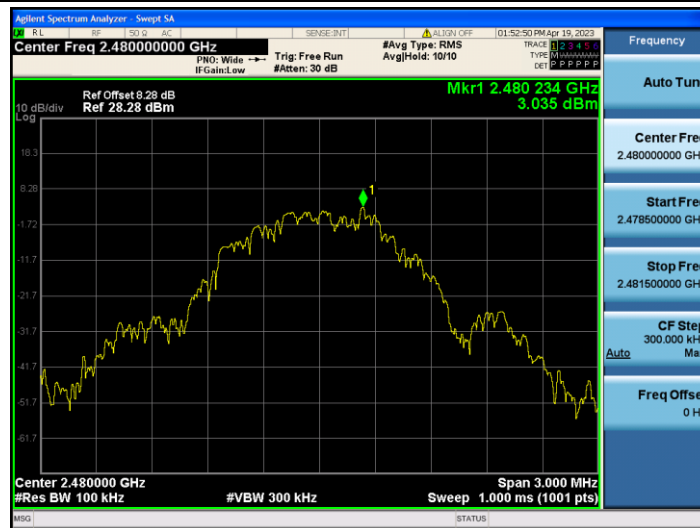 Agilent Spectrum Analyzer - Swept SA
RL RF 50 Ω AC SENSE:INT ALIGN OFF 01:52:50 PM Apr 19, 2023
Center Freq 2.480000000 GHz
PNO: Wide
IFGain:Low
Trig: Free Run
#Atten: 30 dB
#Avg Type: RMS
Avg|Hold: 10/10
TRACE 1 2 3 4 5 6
TYPE M
DET P P P P P P
Ref Offset 8.28 dB
10 dB/div Ref 28.28 dBm
Log
Mkr1 2.480 234 GHz
3.035 dBm
18.3
8.28
-1.72
-11.7
-21.7
-31.7
-41.7
-51.7
-61.7
1
Center 2.480000 GHz Span 3.000 MHz
#Res BW 100 kHz #VBW 300 kHz Sweep 1.000 ms (1001 pts)
MSG STATUS
Frequency
Auto Tun
Center Fre
2.480000000 GH
Start Fre
2.478500000 GH
Stop Fre
2.481500000 GH
CF Ste
300.000 kH
Auto Ma
Freq Offse
0 H